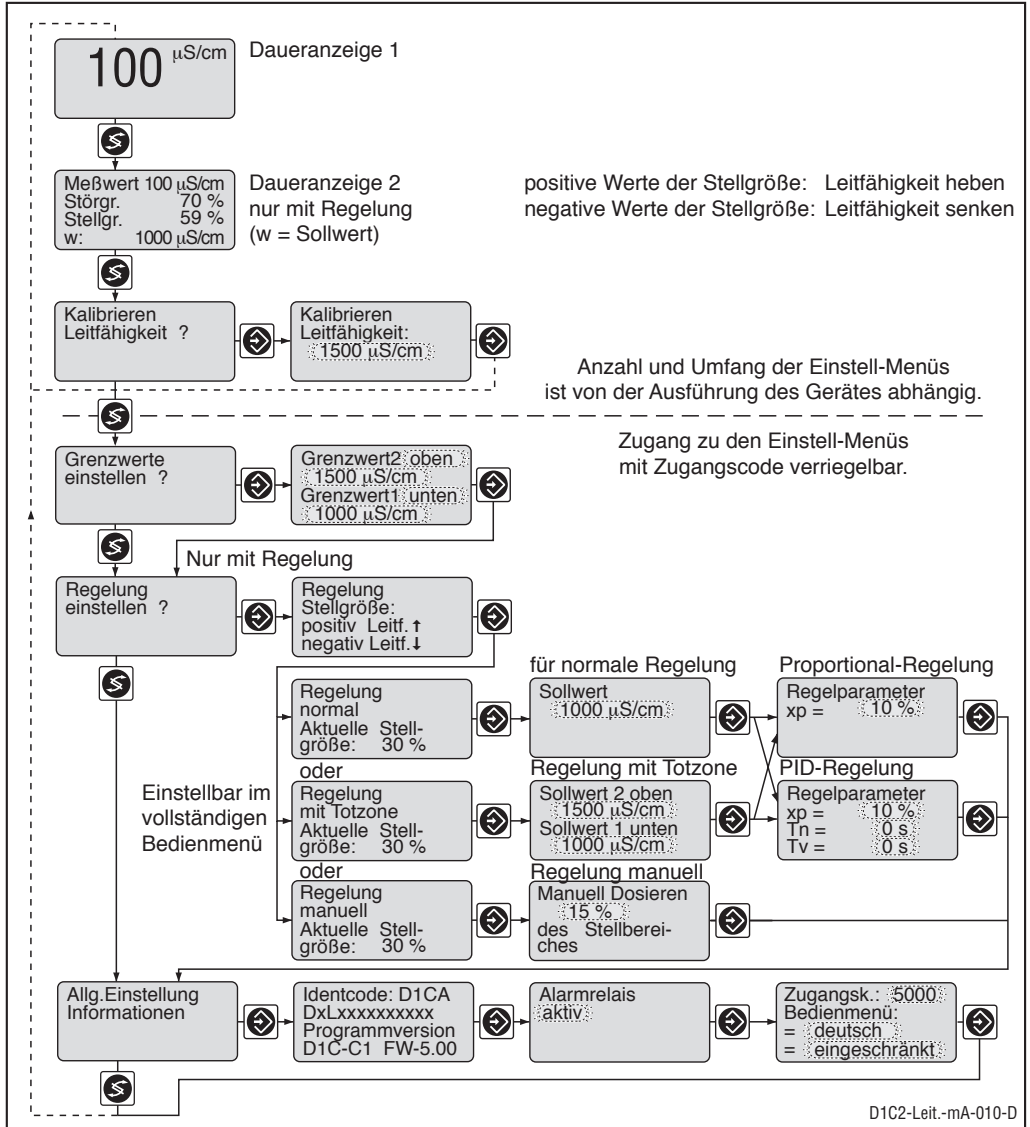 100 µS/cm
Daueranzeige 1
Meßwert 100 µS/cm
Störgr. 70 %
Stellgr. 59 %
w: 1000 µS/cm
Daueranzeige 2
nur mit Regelung
(w = Sollwert)
positive Werte der Stellgröße: Leitfähigkeit heben
negative Werte der Stellgröße: Leitfähigkeit senken
Kalibrieren
Leitfähigkeit ?
Kalibrieren
Leitfähigkeit:
1500 µS/cm
Anzahl und Umfang der Einstell-Menüs
ist von der Ausführung des Gerätes abhängig.
Zugang zu den Einstell-Menüs
mit Zugangscode verriegelbar.
Grenzwerte
einstellen ?
Grenzwert2 oben
1500 µS/cm
Grenzwert1 unten
1000 µS/cm
Nur mit Regelung
Regelung
einstellen ?
Regelung
Stellgröße:
positiv Leitf.↑
negativ Leitf.↓
für normale Regelung
Proportional-Regelung
Regelung
normal
Aktuelle Stell-
größe: 30 %
Sollwert
1000 µS/cm
Regelparameter
xp = 10 %
oder
Regelung mit Totzone
PID-Regelung
Einstellbar im
vollständigen
Bedienmenü
Regelung
mit Totzone
Aktuelle Stell-
größe: 30 %
Sollwert 2 oben
1500 µS/cm
Sollwert 1 unten
1000 µS/cm
Regelparameter
xp = 10 %
Tn = 0 s
Tv = 0 s
oder
Regelung manuell
Regelung
manuell
Aktuelle Stell-
größe: 30 %
Manuell Dosieren
15 %
des Stellberei-
ches
Allg.Einstellung
Informationen
Identcode: D1CA
DxLxxxxxxxxxx
Programmversion
D1C-C1 FW-5.00
Alarmrelais
aktiv
Zugangsk.: 5000
Bedienmenü:
= deutsch
= eingeschränkt
D1C2-Leit.-mA-010-D